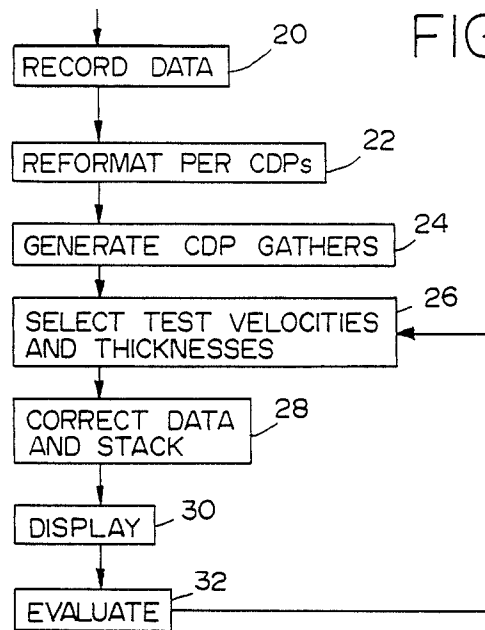 FIG
RECORD DATA
20
REFORMAT PER CDPs
22
GENERATE CDP GATHERS
24
SELECT TEST VELOCITIES
AND THICKNESSES
26
CORRECT DATA
AND STACK
28
DISPLAY
30
EVALUATE
32